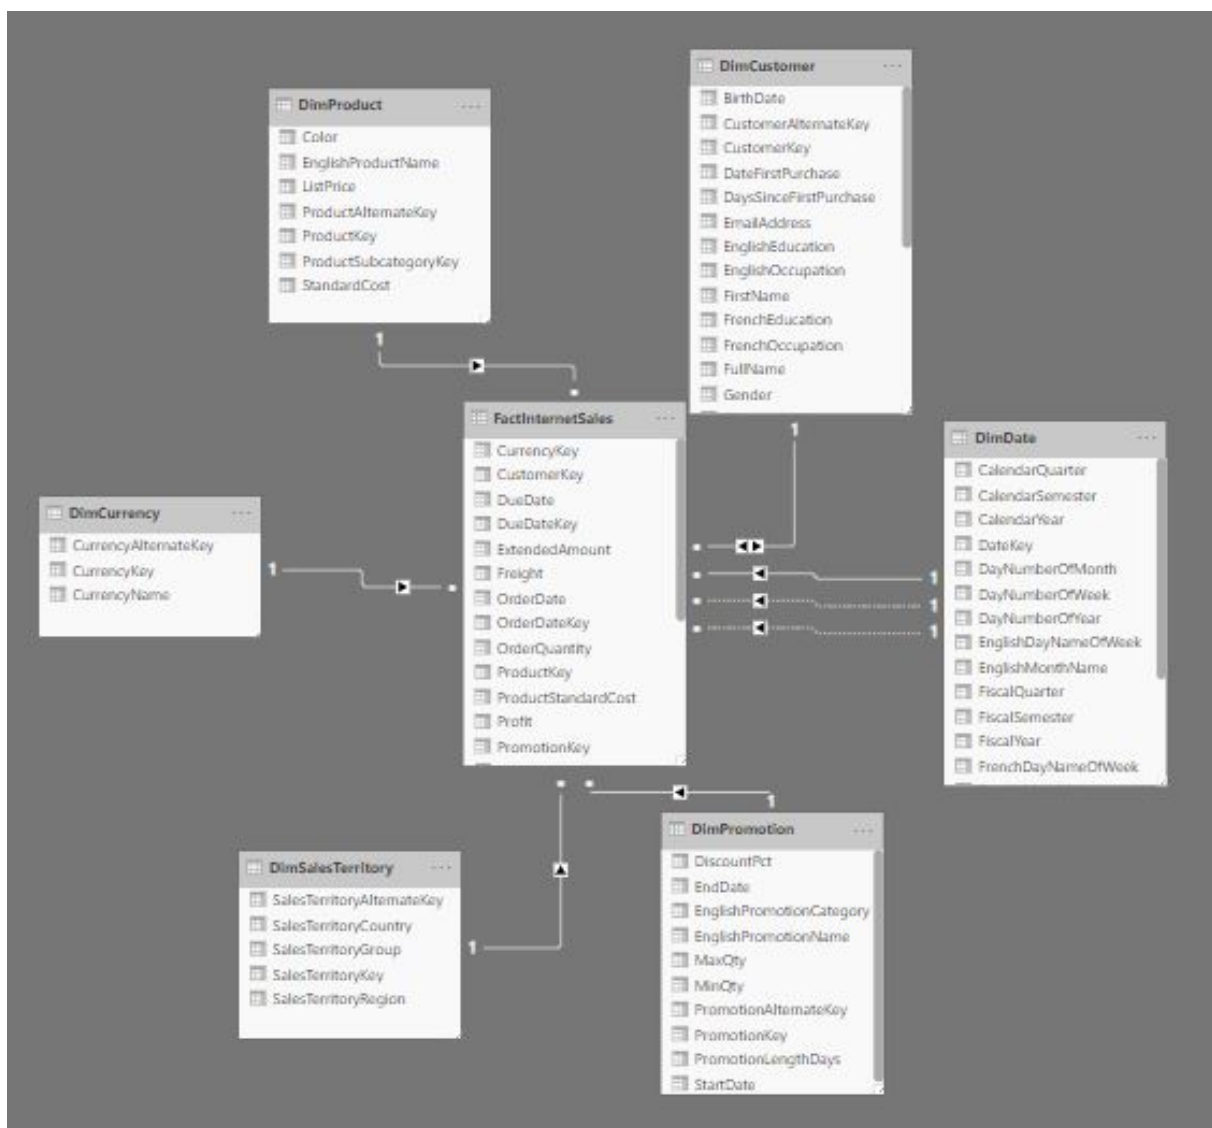 DimProduct
Color
EnglishProductName
ListPrice
ProductAlternateKey
ProductKey
ProductSubcategoryKey
StandardCost
1
DimCustomer
BirthDate
CustomerAlternateKey
CustomerKey
DateFirstPurchase
DaysSinceFirstPurchase
EmailAddress
EnglishEducation
EnglishOccupation
FirstName
FrenchEducation
FrenchOccupation
FullName
Gender
1
FactInternetSales
CurrencyKey
CustomerKey
DueDate
DueDateKey
ExtendedAmount
Freight
OrderDate
OrderDateKey
OrderQuantity
ProductKey
ProductStandardCost
Profit
PromotionKey
DimDate
CalendarQuarter
CalendarSemester
CalendarYear
DateKey
DayNumberOfMonth
DayNumberOfWeek
DayNumberOfYear
EnglishDayNameOfWeek
EnglishMonthName
FiscalQuarter
FiscalSemester
FiscalYear
FrenchDayNameOfWeek
1
1
1
DimCurrency
CurrencyAlternateKey
CurrencyKey
CurrencyName
1
DimSalesTerritory
SalesTerritoryAlternateKey
SalesTerritoryCountry
SalesTerritoryGroup
SalesTerritoryKey
SalesTerritoryRegion
1
1
DimPromotion
DiscountPct
EndDate
EnglishPromotionCategory
EnglishPromotionName
MaxQty
MinQty
PromotionAlternateKey
PromotionKey
PromotionLengthDays
StartDate